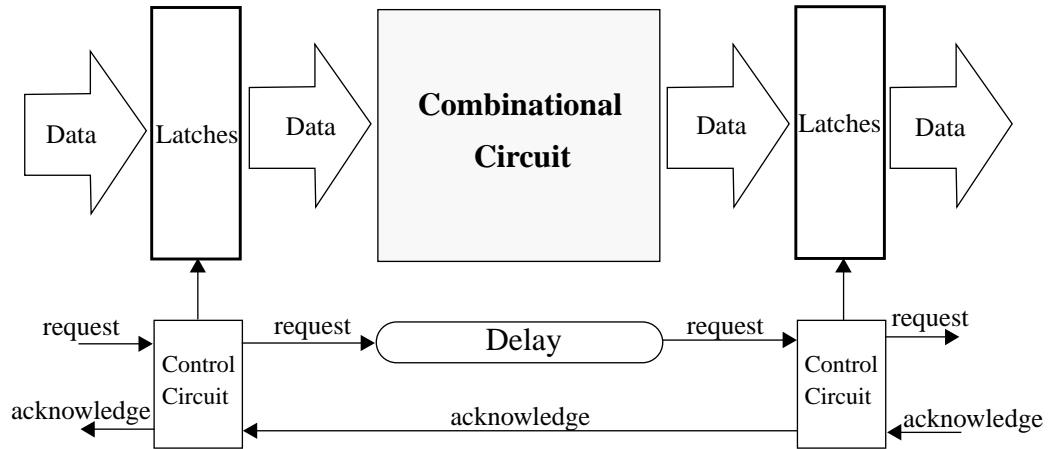 Data
Latches
Data
Combinational
Circuit
Data
Latches
Data
request
request
Delay
request
request
Control
Circuit
Control
Circuit
acknowledge
acknowledge
acknowledge